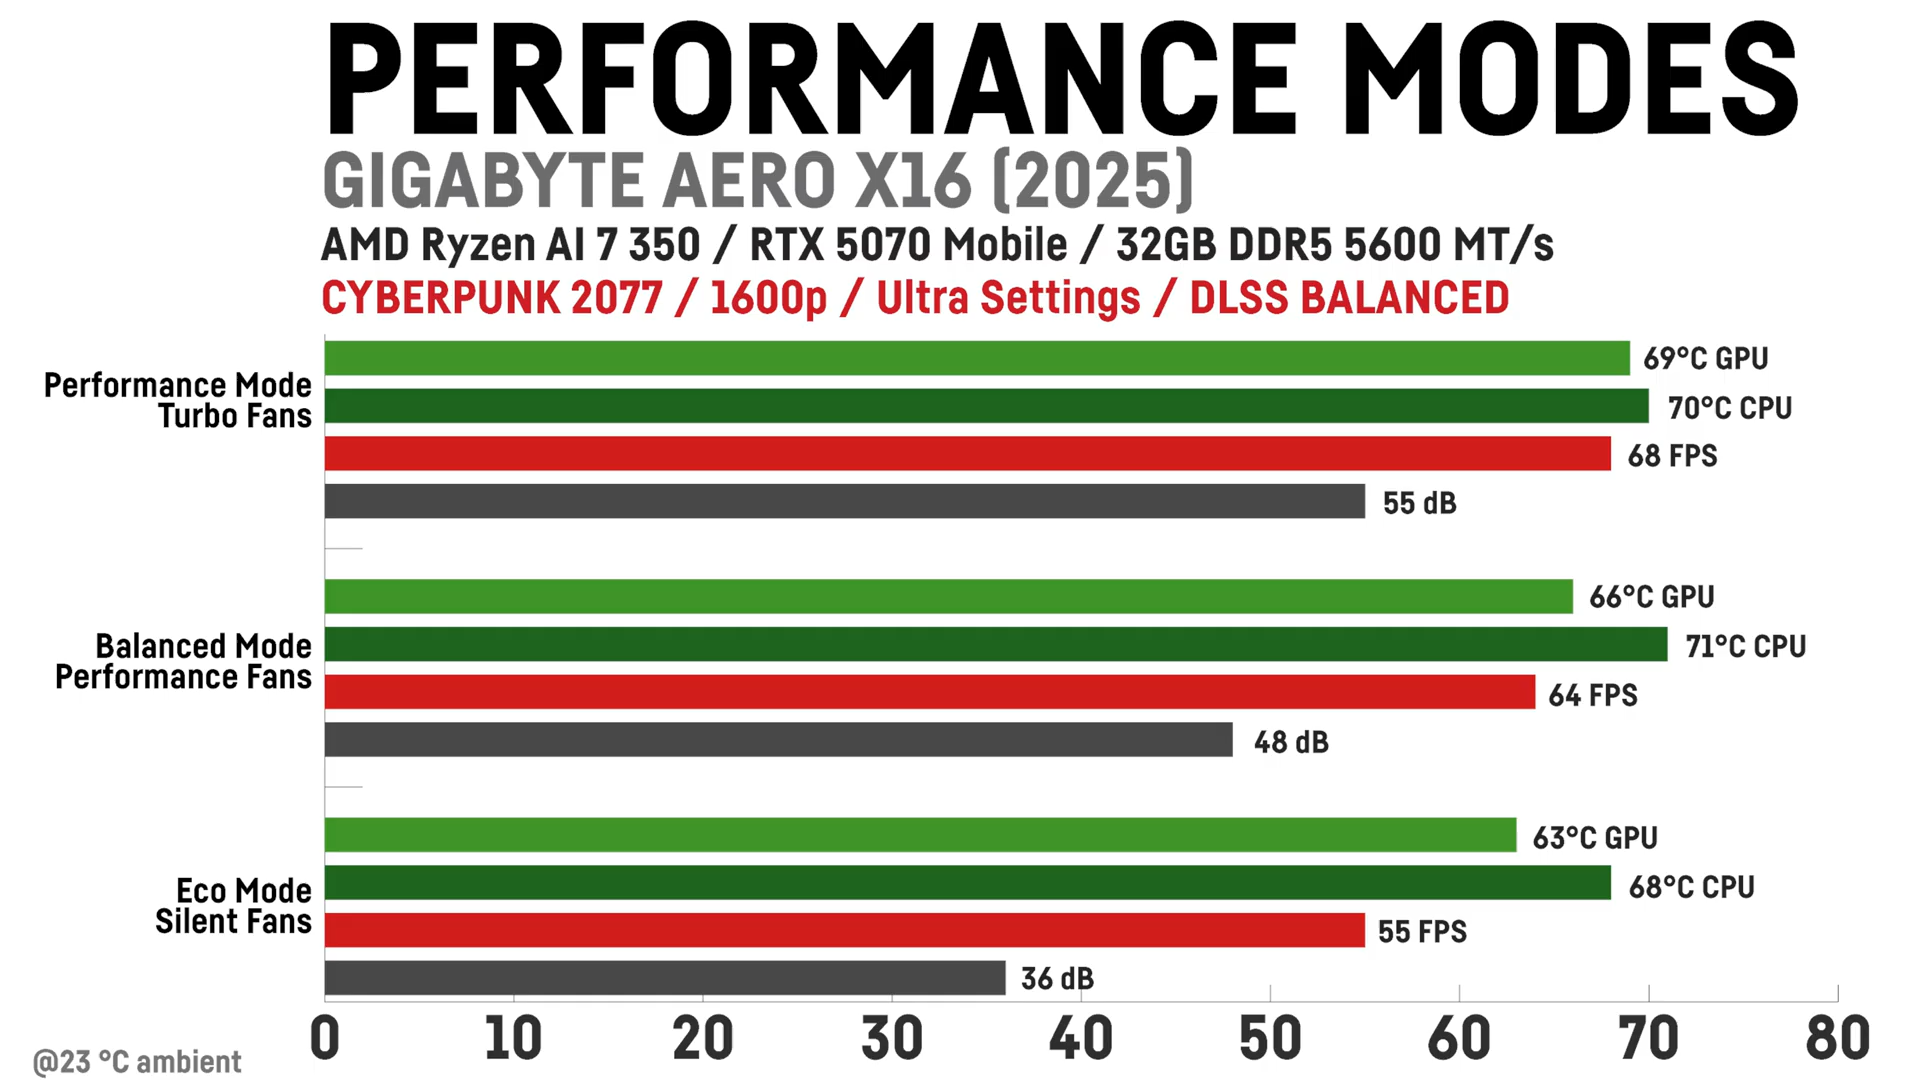 PERFORMANCE MODES
GIGABYTE AERO X16 (2025)
AMD Ryzen AI 7 350 / RTX 5070 Mobile / 32GB DDR5 5600 MT/s
CYBERPUNK 2077 / 1600p / Ultra Settings / DLSS BALANCED
Performance Mode
Turbo Fans
69°C GPU
70°C CPU
68 FPS
55 dB
Balanced Mode
Performance Fans
66°C GPU
71°C CPU
64 FPS
48 dB
Eco Mode
Silent Fans
63°C GPU
68°C CPU
55 FPS
36 dB
0 10 20 30 40 50 60 70 80
@23 °C ambient